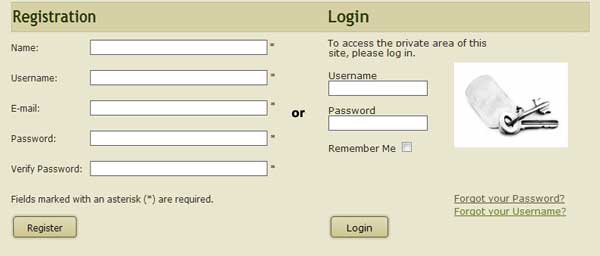 Registration
Name: *
Username: *
E-mail: *
Password: *
Verify Password: *
Fields marked with an asterisk (*) are required.
Register
or
Login
To access the private area of this
site, please log in.
Username
Password
Remember Me
Forgot your Password?
Forgot your Username?
Login